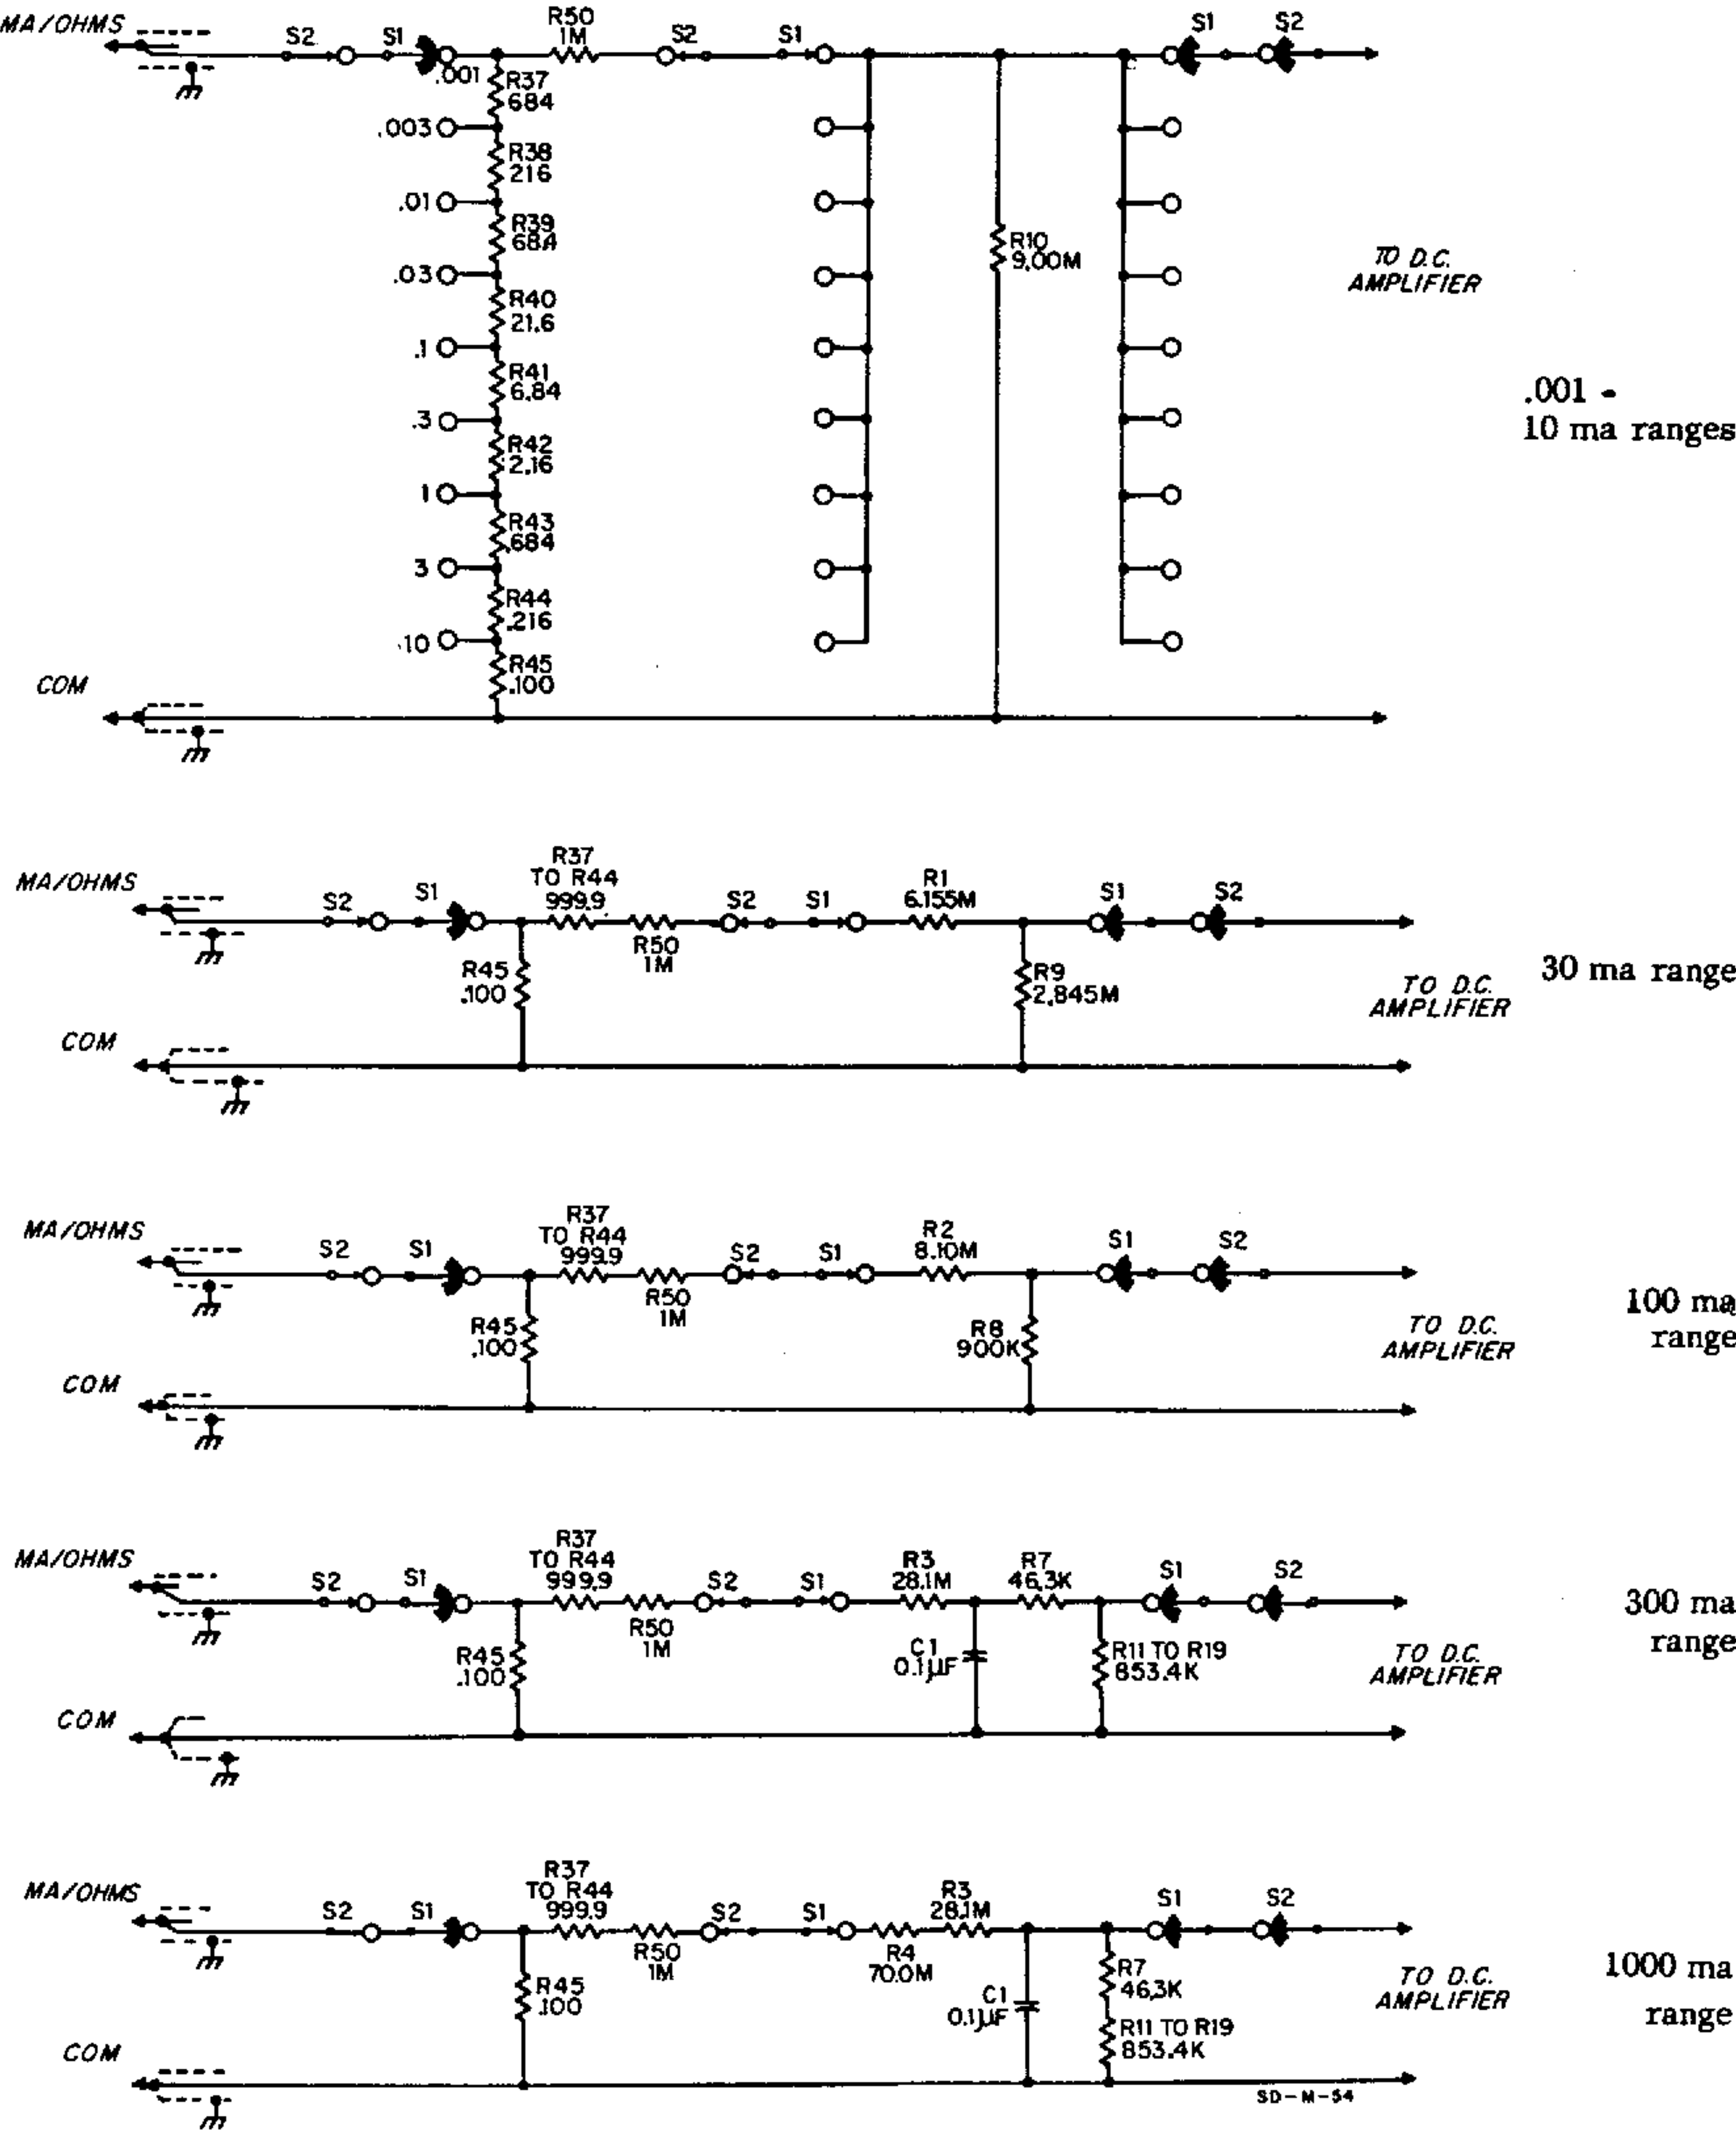 MA/OHMS
S2
S1
R50
1M
S2
S1
S1
S2
.001
R37
684
.003
R38
216
.01
R39
68.4
.03
R40
21.6
.1
R41
6.84
.3
R42
2.16
1
R43
.684
3
R44
.216
.10
R45
.100
R10
9.00M
TO D.C.
AMPLIFIER
.001 -
10 ma ranges
COM
MA/OHMS
S2
S1
R37
TO R44
999.9
R50
1M
S2
S1
R1
6.155M
S1
S2
R45
.100
R9
2.845M
TO D.C.
AMPLIFIER
30 ma range
COM
MA/OHMS
S2
S1
R37
TO R44
999.9
R50
1M
S2
S1
R2
8.10M
S1
S2
R45
.100
R8
900K
TO D.C.
AMPLIFIER
100 ma
range
COM
MA/OHMS
S2
S1
R37
TO R44
999.9
R50
1M
S2
S1
R3
28.1M
R7
46.3K
S1
S2
R45
.100
C1
0.1µF
R11 TO R19
853.4K
TO D.C.
AMPLIFIER
300 ma
range
COM
MA/OHMS
S2
S1
R37
TO R44
999.9
R50
1M
S2
S1
R4
70.0M
R3
28.1M
S1
S2
R45
.100
C1
0.1µF
R7
46.3K
R11 TO R19
853.4K
TO D.C.
AMPLIFIER
1000 ma
range
COM
SD-M-54